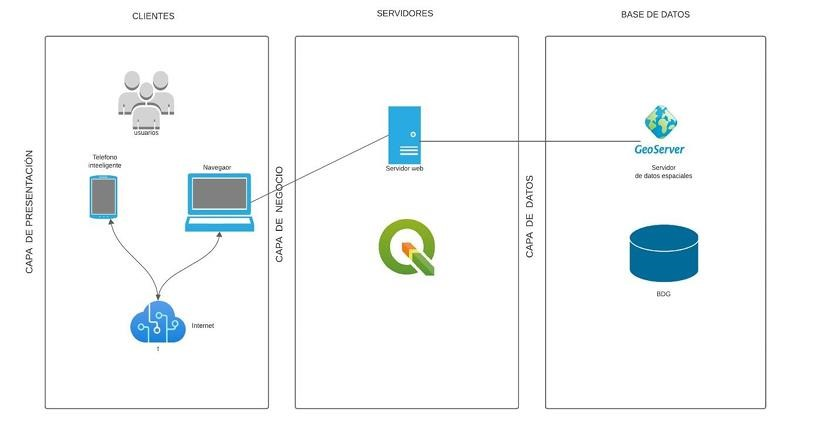 CLIENTES
SERVIDORES
BASE DE DATOS
CAPA DE PRESENTACIÓN
usuarios
Telefono
inteeligente
Navegaor
Internet
t
CAPA DE NEGOCIO
Servidor web
CAPA DE DATOS
GeoServer
Servidor
de datos espaciales
BDG